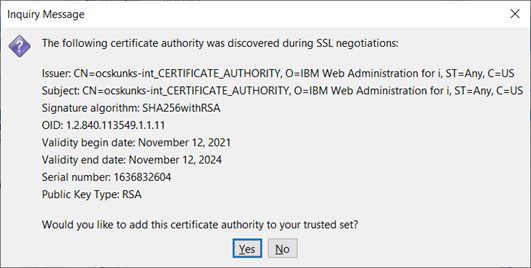 Inquiry Message
The following certificate authority was discovered during SSL negotiations:
Issuer: CN=ocskunks-int_CERTIFICATE_AUTHORITY, O=IBM Web Administration for i, ST=Any, C=US
Subject: CN=ocskunks-int_CERTIFICATE_AUTHORITY, O=IBM Web Administration for i, ST=Any, C=US
Signature algorithm: SHA256withRSA
OID: 1.2.840.113549.1.1.11
Validity begin date: November 12, 2021
Validity end date: November 12, 2024
Serial number: 1636832604
Public Key Type: RSA
Would you like to add this certificate authority to your trusted set?
Yes No